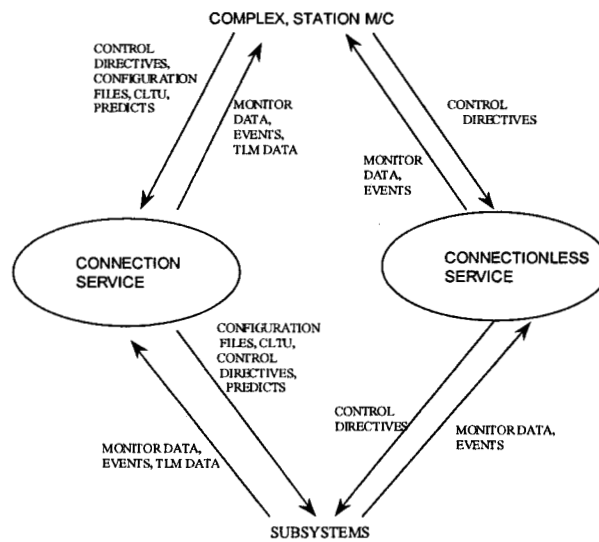 COMPLEX, STATION M/C
CONTROL
DIRECTIVES,
CONFIGURATION
FILES, CLTU,
PREDICTS
MONITOR
DATA,
EVENTS,
TLM DATA
CONTROL
DIRECTIVES
MONITOR
DATA,
EVENTS
CONNECTION
SERVICE
CONNECTIONLESS
SERVICE
CONFIGURATION
FILES, CLTU,
CONTROL
DIRECTIVES,
PREDICTS
MONITOR DATA,
EVENTS, TLM DATA
CONTROL
DIRECTIVES
MONITOR DATA,
EVENTS
SUBSYSTEMS